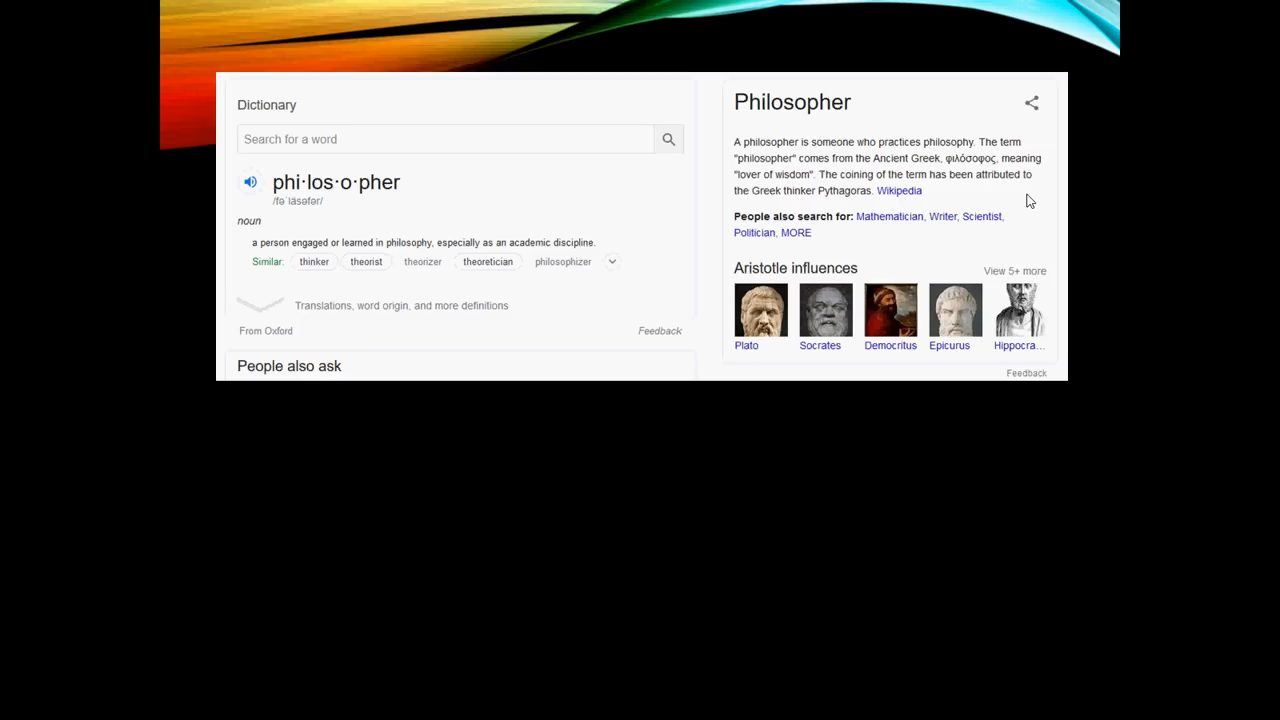 Dictionary
Search for a word
phi·los·o·pher
/fəˈläsəfər/
noun
a person engaged or learned in philosophy, especially as an academic discipline.
Similar: thinker theorist theorizer theoretician philosophizer
Translations, word origin, and more definitions
From Oxford Feedback
People also ask
Philosopher
A philosopher is someone who practices philosophy. The term
"philosopher" comes from the Ancient Greek, φιλόσοφος, meaning
"lover of wisdom". The coining of the term has been attributed to
the Greek thinker Pythagoras. Wikipedia
People also search for: Mathematician, Writer, Scientist,
Politician, MORE
Aristotle influences View 5+ more
Plato Socrates Democritus Epicurus Hippocra...
Feedback